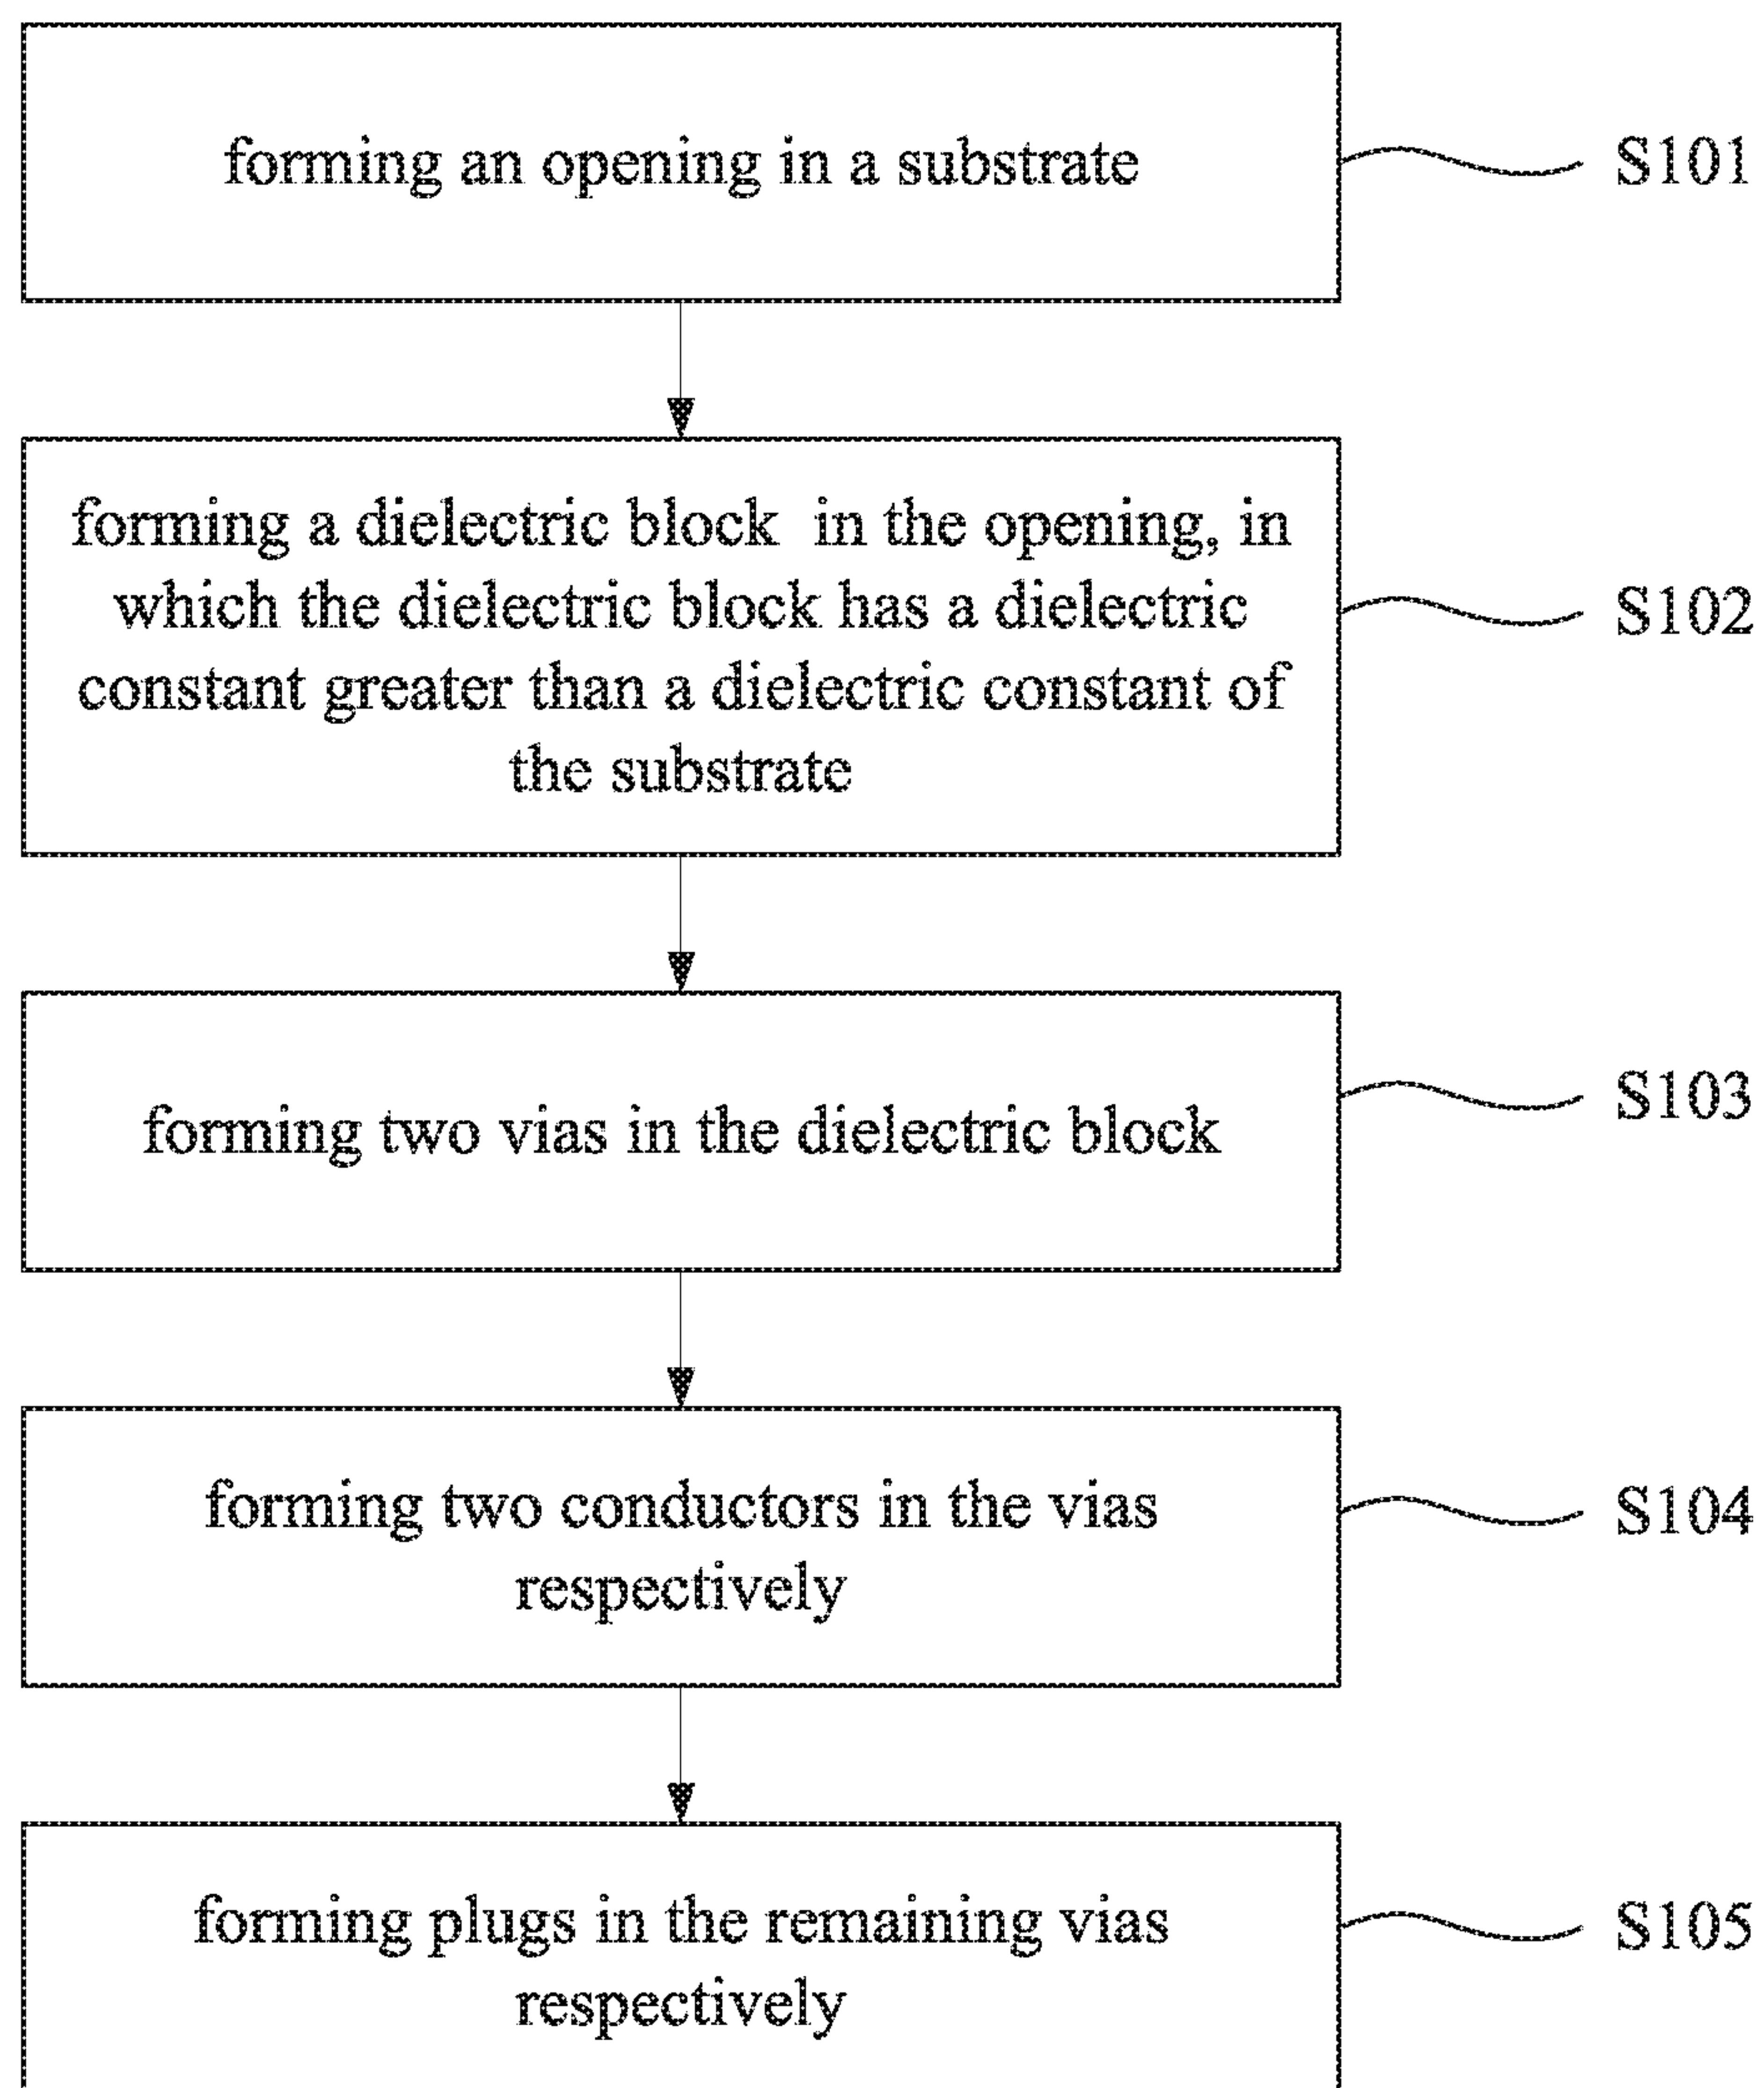 forming an opening in a substrate
S101
forming a dielectric block in the opening, in
which the dielectric block has a dielectric
constant greater than a dielectric constant of
the substrate
S102
forming two vias in the dielectric block
S103
forming two conductors in the vias
respectively
S104
forming plugs in the remaining vias
respectively
S105